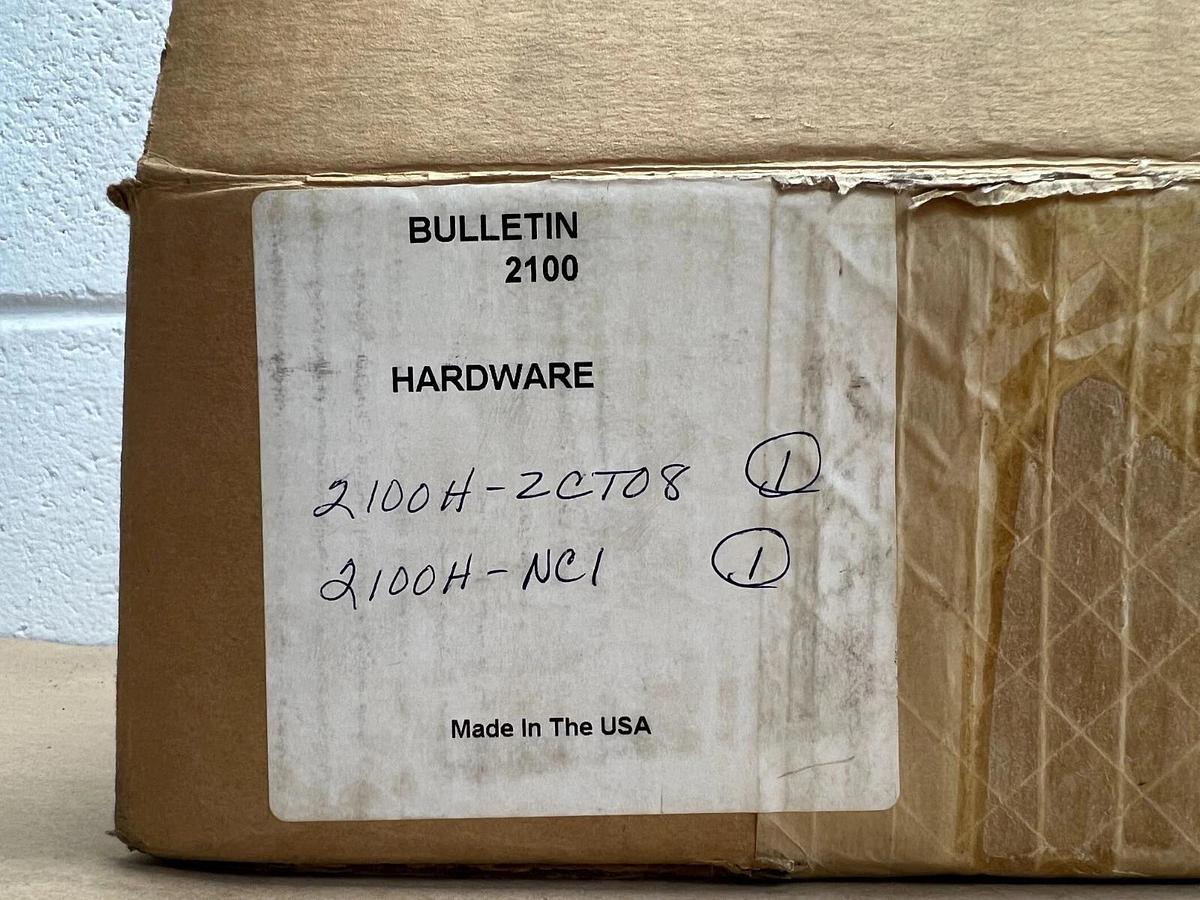 BULLETIN
2100
HARDWARE
2100H-2CT08 1
2100H-NC1 1
Made In The USA